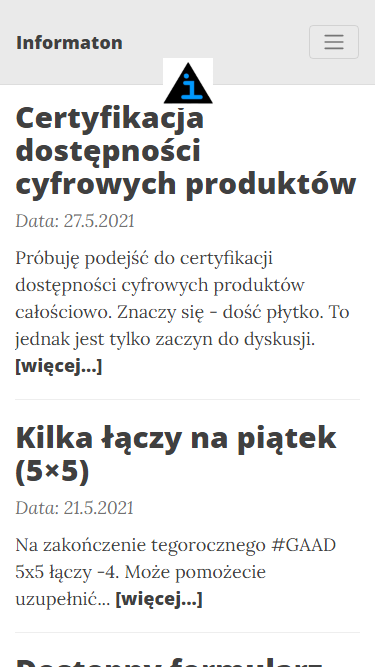 Informaton
i
Certyfikacja
dostępności
cyfrowych produktów
Data: 27.5.2021
Próbuję podejść do certyfikacji
dostępności cyfrowych produktów
całościowo. Znaczy się - dość płytko. To
jednak jest tylko zaczyn do dyskusji.
[więcej...]
Kilka łączy na piątek
(5×5)
Data: 21.5.2021
Na zakończenie tegorocznego #GAAD
5x5 łączy -4. Może pomożecie
uzupełnić... [więcej...]
Dostępny formularz